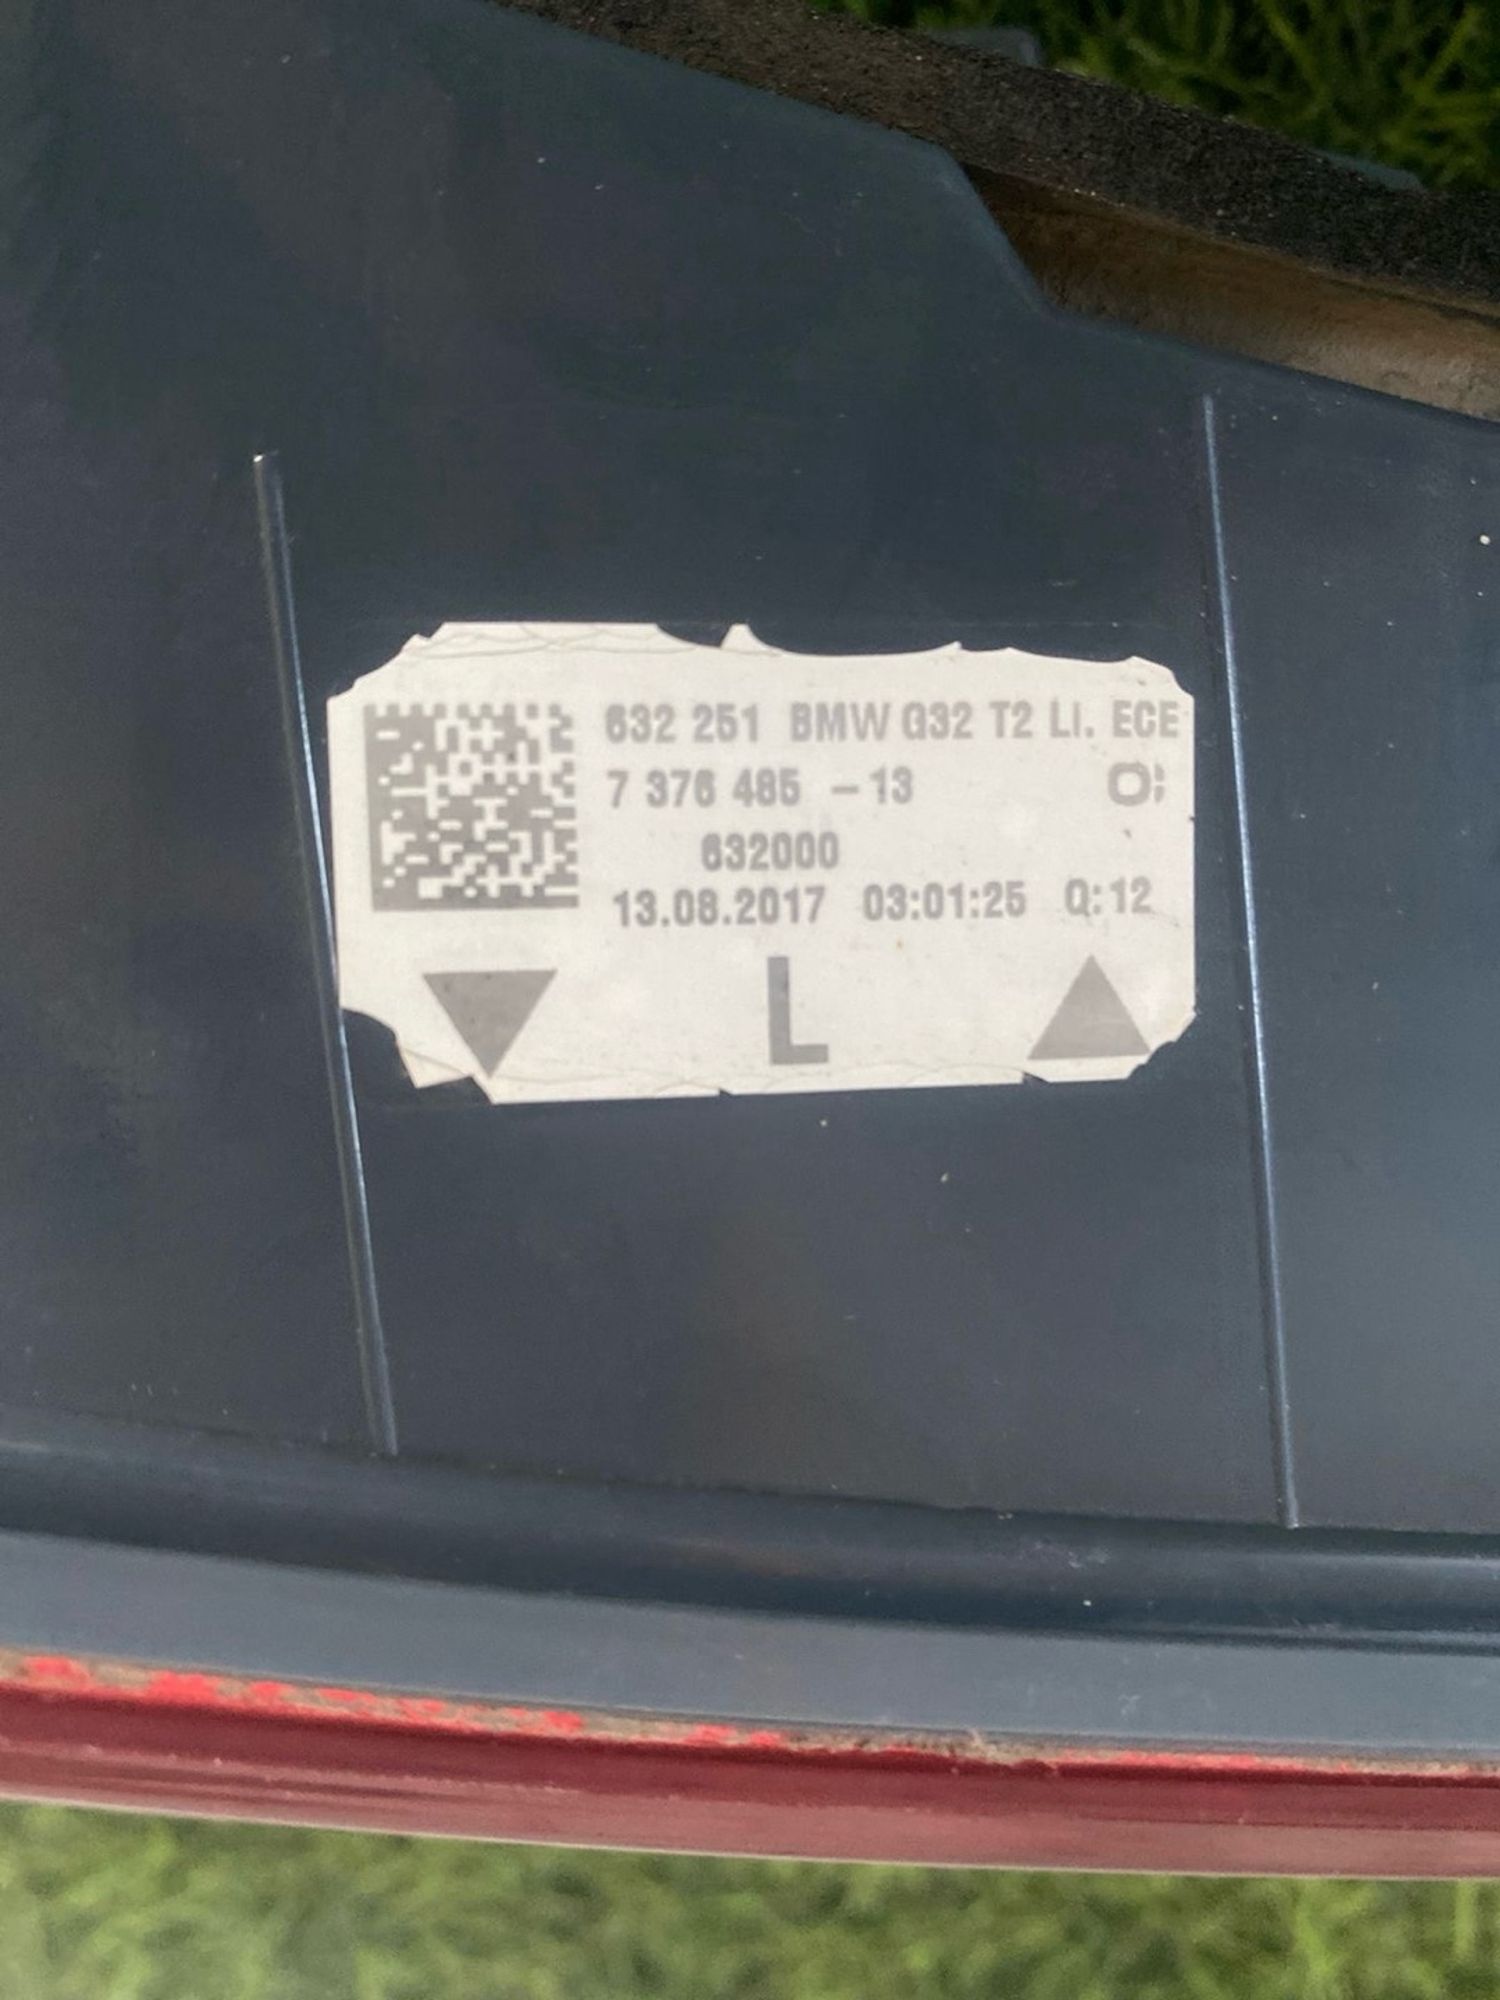 632 251 BMW G32 T2 LI. ECE
7 376 485 -13
632000
13.08.2017 03:01:25 Q:12
L